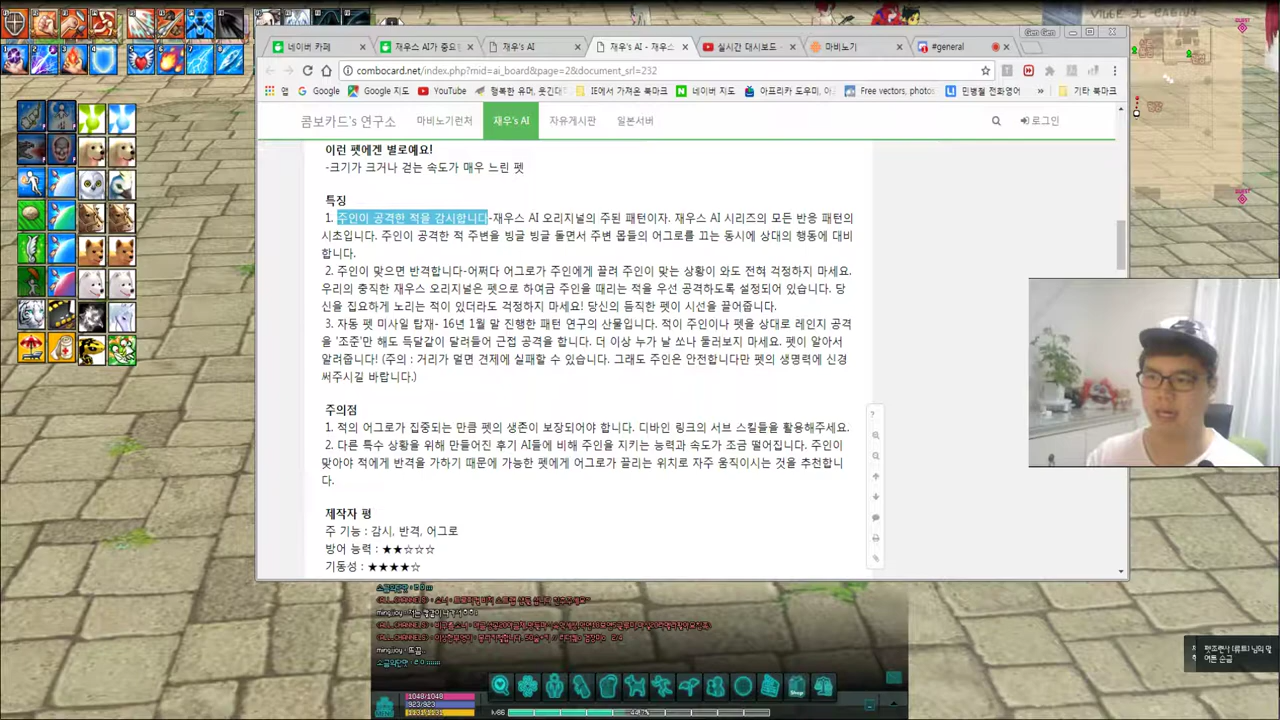 VILLE DE CAGLIS
Gen Gen
네이버 카페
재우스 AI가 중요!
재우's AI
재우's AI - 재우스
실시간 대시보드 -
마비노기
#general
combocard.net/index.php?mid=ai_board&page=2&document_srl=232
앱
Google
Google 지도
YouTube
행복한 유머, 웃긴대
IE에서 가져온 북마크
네이버 지도
아프리카 도우미, 아
Free vectors, photos
민병철 전화영어
»
기타 북마크
콤보카드's 연구소
마비노기런처
재우's AI
자유게시판
일본서버
로그인
이런 펫에겐 별로예요!
-크기가 크거나 걷는 속도가 매우 느린 펫
특징
1. 주인이 공격한 적을 감시합니다-재우스 AI 오리지널의 주된 패턴이자. 재우스 AI 시리즈의 모든 반응 패턴의
시초입니다. 주인이 공격한 적 주변을 빙글 빙글 돌면서 주변 몹들의 어그로를 끄는 동시에 상대의 행동에 대비
합니다.
2. 주인이 맞으면 반격합니다-어쩌다 어그로가 주인에게 끌려 주인이 맞는 상황이 와도 전혀 걱정하지 마세요.
우리의 충직한 재우스 오리지널은 펫으로 하여금 주인을 때리는 적을 우선 공격하도록 설정되어 있습니다. 당
신을 집요하게 노리는 적이 있더라도 걱정하지 마세요! 당신의 듬직한 펫이 시선을 끌어줍니다.
3. 자동 펫 미사일 탑재- 16년 1월 말 진행한 패턴 연구의 산물입니다. 적이 주인이나 펫을 상대로 레인지 공격
을 '조준'만 해도 득달같이 달려들어 근접 공격을 합니다. 더 이상 누가 날 쏘나 둘러보지 마세요. 펫이 알아서
알려줍니다! (주의 : 거리가 멀면 견제에 실패할 수 있습니다. 그래도 주인은 안전합니다만 펫의 생명력에 신경
써주시길 바랍니다.)
주의점
1. 적의 어그로가 집중되는 만큼 펫의 생존이 보장되어야 합니다. 디바인 링크의 서브 스킬들을 활용해주세요.
2. 다른 특수 상황을 위해 만들어진 후기 AI들에 비해 주인을 지키는 능력과 속도가 조금 떨어집니다. 주인이
맞아야 적에게 반격을 가하기 때문에 가능한 펫에게 어그로가 끌리는 위치로 자주 움직이시는 것을 추천합니
다.
제작자 평
주 기능 : 감시, 반격, 어그로
방어 능력 : ★★☆☆☆
기동성 : ★★★★☆
Shop
1048/1048
923/923
1131/1131
lv66